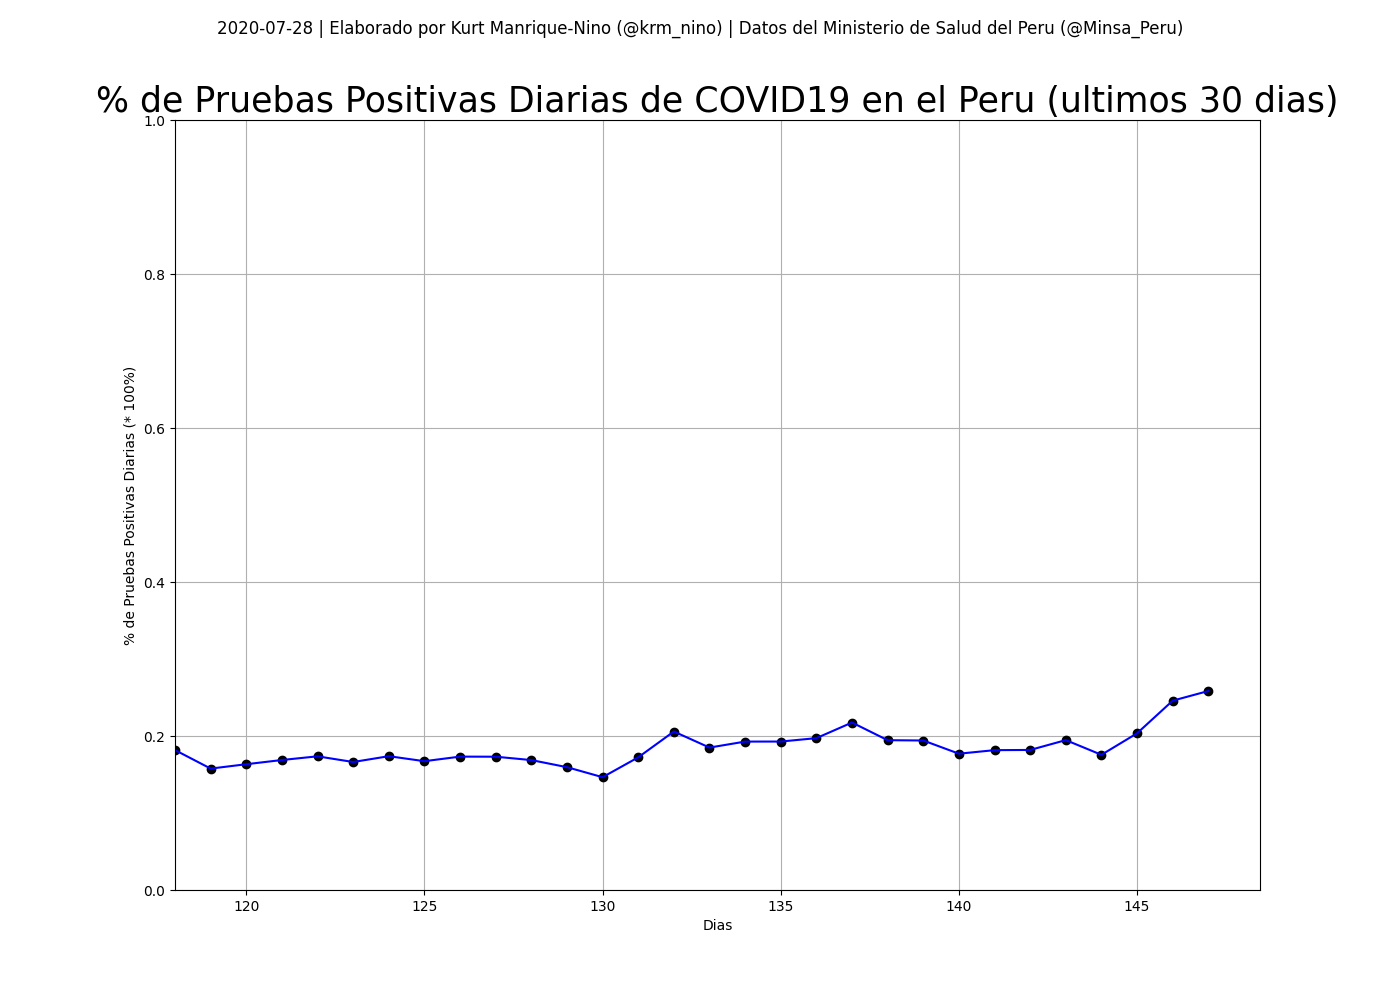 2020-07-28 | Elaborado por Kurt Manrique-Nino (@krm_nino) | Datos del Ministerio de Salud del Peru (@Minsa_Peru)
% de Pruebas Positivas Diarias de COVID19 en el Peru (ultimos 30 dias)
1.0
0.8
0.6
0.4
0.2
0.0
% de Pruebas Positivas Diarias (* 100%)
120 125 130 135 140 145
Dias